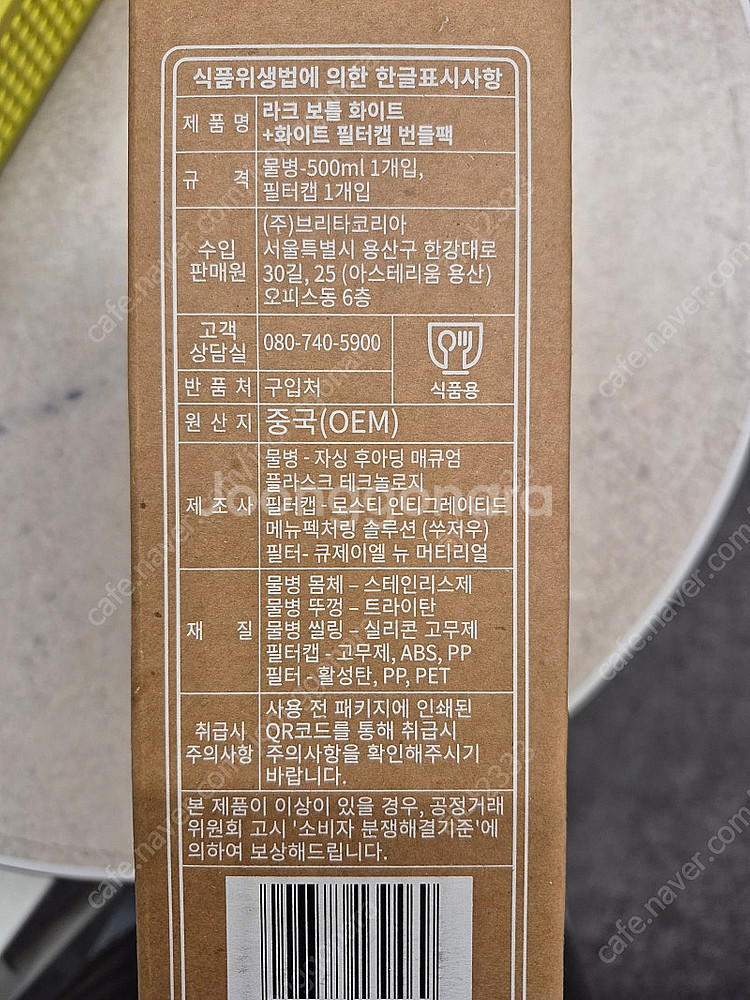 식품위생법에 의한 한글표시사항
제 품 명
라크 보틀 화이트
+화이트 필터캡 번들팩
규 격
물병-500ml 1개입,
필터캡 1개입
수입
판매원
(주)브리타코리아
서울특별시 용산구 한강대로
30길, 25 (아스테리움 용산)
오피스동 6층
고객
상담실
080-740-5900
식품용
반 품 처
구입처
원 산 지
중국(OEM)
제 조 사
물병 - 자싱 후아딩 매큐엄
플라스크 테크놀로지
필터캡 - 로스티 인티그레이티드
메뉴펙처링 솔루션 (쑤저우)
필터- 큐제이엘 뉴 머티리얼
재 질
물병 몸체 – 스테인리스제
물병 뚜껑 – 트라이탄
물병 씰링 – 실리콘 고무제
필터캡 - 고무제, ABS, PP
필터 - 활성탄, PP, PET
취급시
주의사항
사용 전 패키지에 인쇄된
QR코드를 통해 취급시
주의사항을 확인해주시기
바랍니다.
본 제품이 이상이 있을 경우, 공정거래
위원회 고시 '소비자 분쟁해결기준'에
의하여 보상해드립니다.
Joonggonara
cafe.naver.com